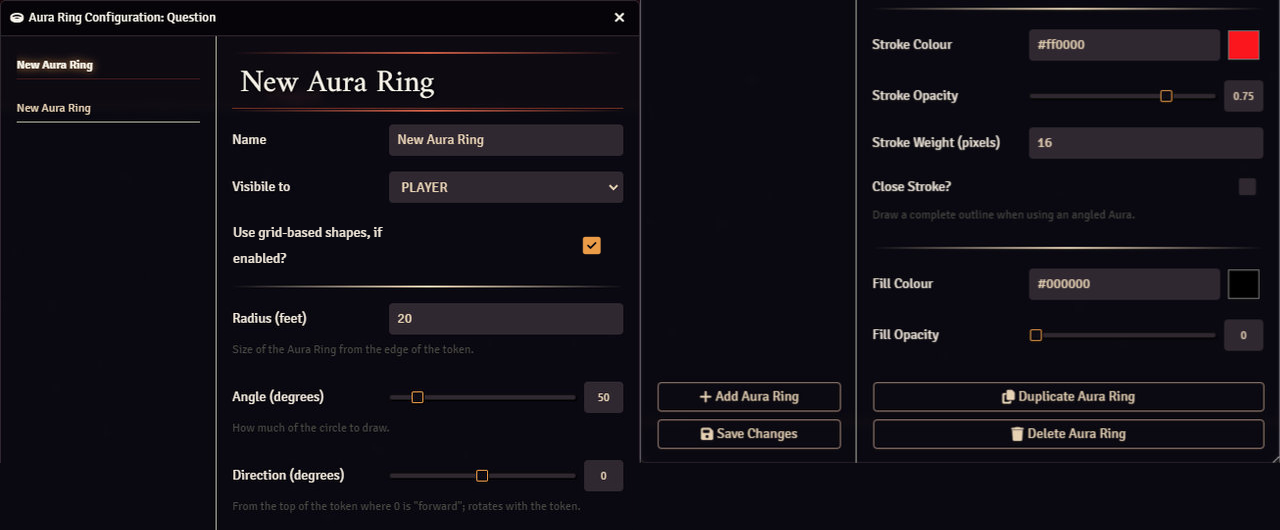 Aura Ring Configuration: Question
New Aura Ring
New Aura Ring
New Aura Ring
Name
New Aura Ring
Visibile to
PLAYER
Use grid-based shapes, if
enabled?
Radius (feet)
20
Size of the Aura Ring from the edge of the token.
Angle (degrees)
50
How much of the circle to draw.
Direction (degrees)
0
From the top of the token where 0 is "forward"; rotates with the token.
Stroke Colour
#ff0000
Stroke Opacity
0.75
Stroke Weight (pixels)
16
Close Stroke?
Draw a complete outline when using an angled Aura.
Fill Colour
#000000
Fill Opacity
0
Add Aura Ring
Save Changes
Duplicate Aura Ring
Delete Aura Ring